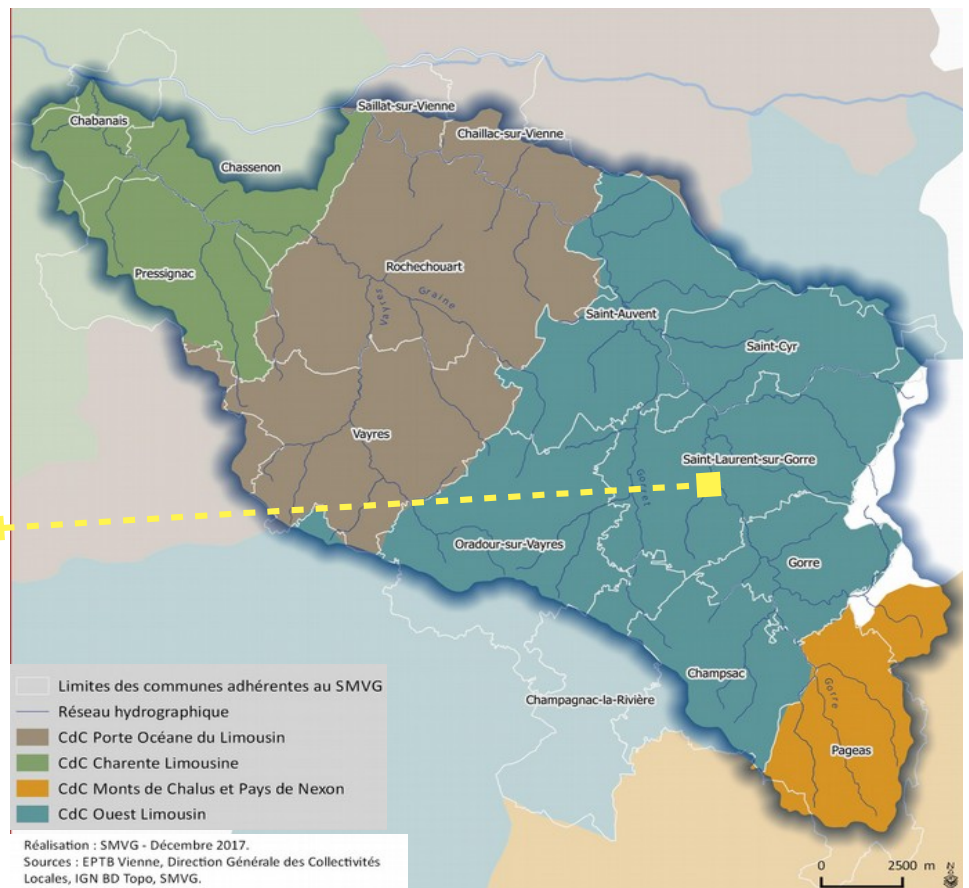 Saillat-sur-Vienne
Chabanais
Chaillac-sur-Vienne
Chassenon
Pressignac
Rochechouart
Vayres
Graine
Saint-Auvent
Saint-Cyr
Vayres
Saint-Laurent-sur-Gorre
Gorret
Oradour-sur-Vayres
Gorre
Champsac
Gorre
Champagnac-la-Rivière
Pageas
Limites des communes adhérentes au SMVG
Réseau hydrographique
CdC Porte Océane du Limousin
CdC Charente Limousine
CdC Monts de Chalus et Pays de Nexon
CdC Ouest Limousin
Réalisation : SMVG - Décembre 2017.
Sources : EPTB Vienne, Direction Générale des Collectivités
Locales, IGN BD Topo, SMVG.
0 2500 m
N